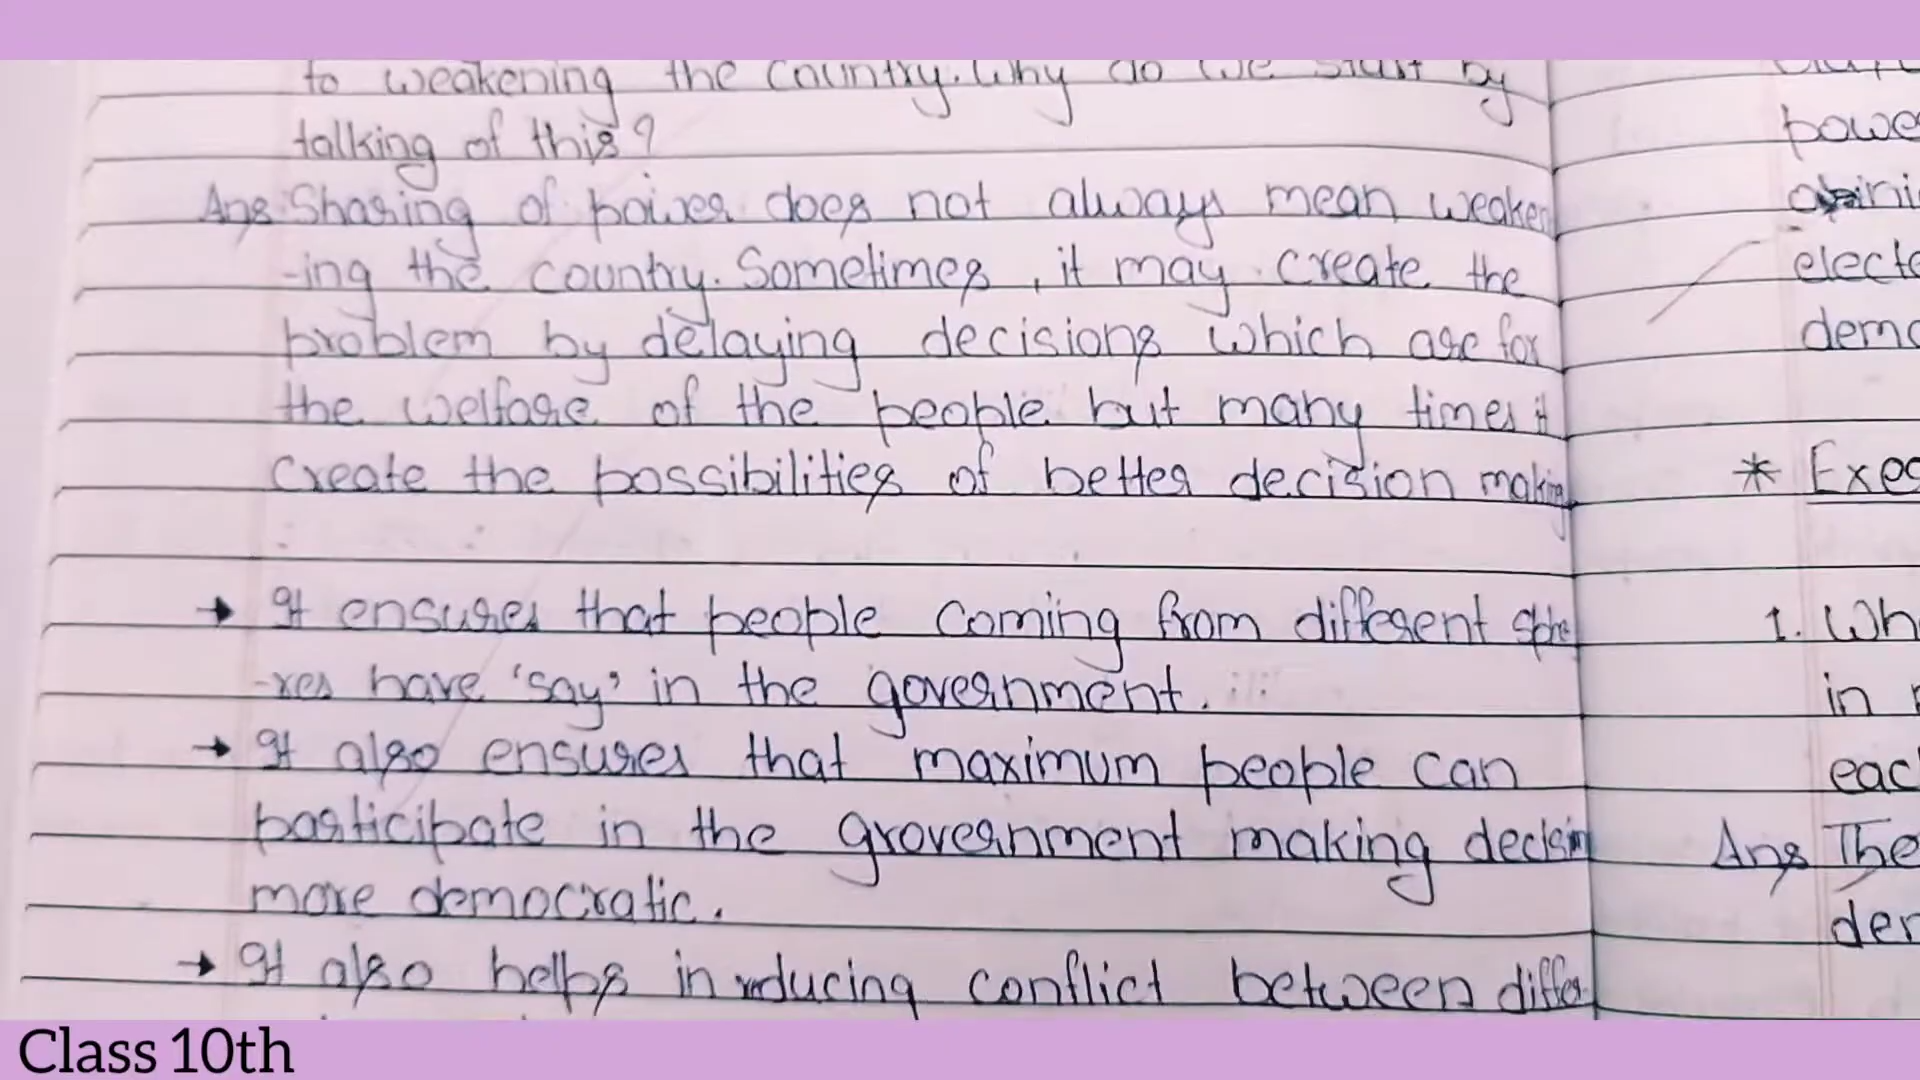 to weakening the country. Why do we start by
talking of this?
Ans Sharing of power does not always mean weaken
-ing the country. Sometimes, it may create the
problem by delaying decisions which are for
the welfare of the people but many times it
create the possibilities of better decision making
→ It ensures that people coming from different sphe
-res have 'say' in the government.
→ It also ensures that maximum people can
participate in the government making decision
more democratic.
→ It also helps in reducing conflict between differ
powe
electe
demo
* Exer
1. Wh
in
eac
Ans The
der
Class 10th